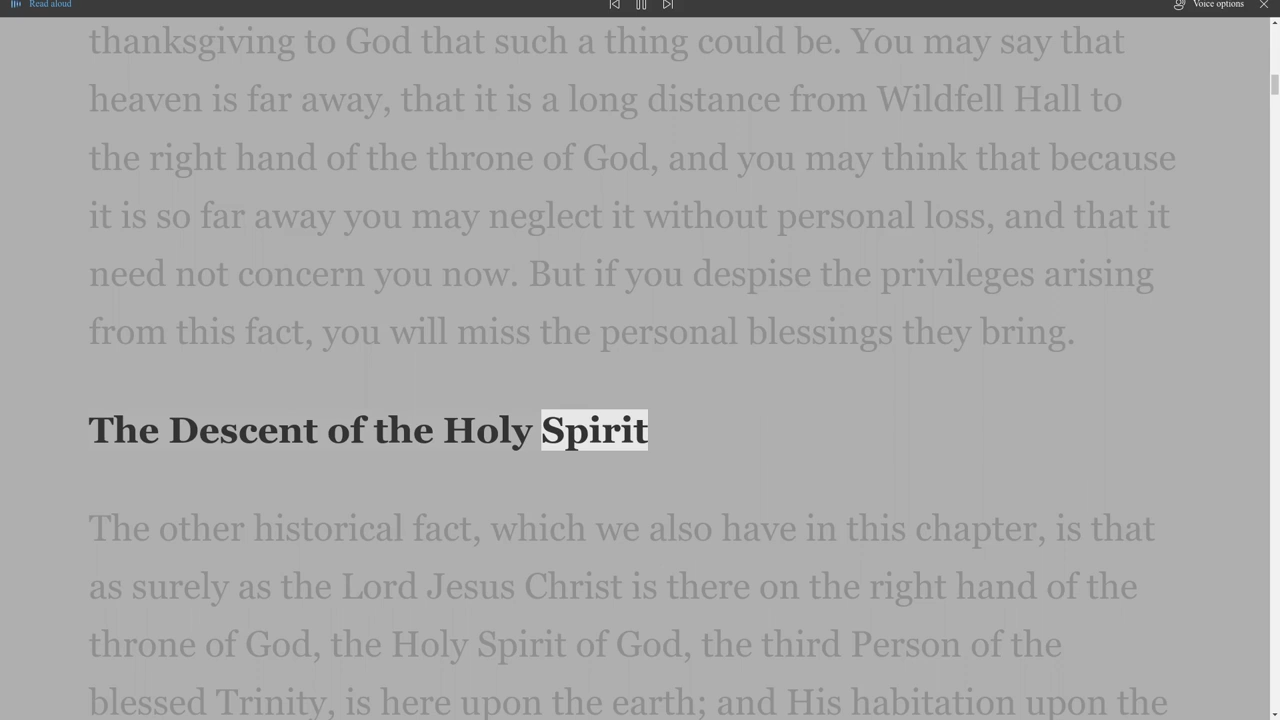 Read aloud
Voice options
thanksgiving to God that such a thing could be. You may say that
heaven is far away, that it is a long distance from Wildfell Hall to
the right hand of the throne of God, and you may think that because
it is so far away you may neglect it without personal loss, and that it
need not concern you now. But if you despise the privileges arising
from this fact, you will miss the personal blessings they bring.
The Descent of the Holy Spirit
The other historical fact, which we also have in this chapter, is that
as surely as the Lord Jesus Christ is there on the right hand of the
throne of God, the Holy Spirit of God, the third Person of the
blessed Trinity, is here upon the earth; and His habitation upon the